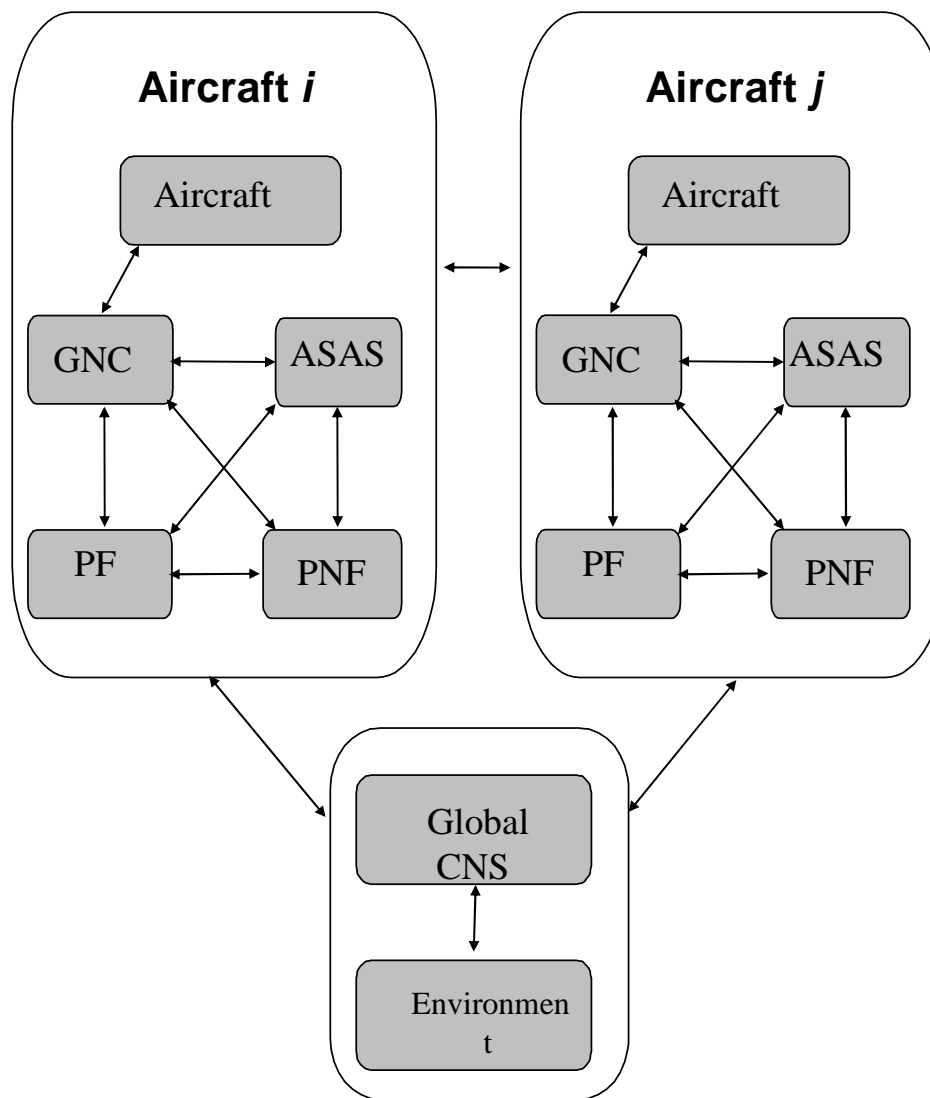 Aircraft i
Aircraft
GNC
ASAS
PF
PNF
Aircraft j
Aircraft
GNC
ASAS
PF
PNF
Global
CNS
Environmen
t